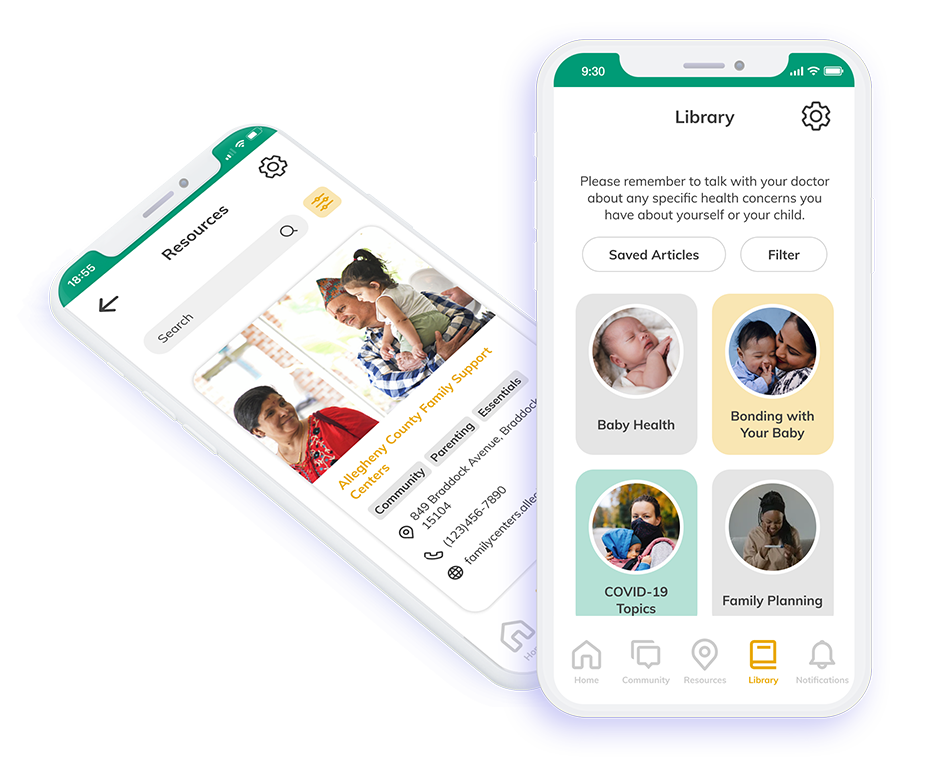 18:55
Resources
Search
Allegheny County Family Support
Centers
Community Parenting Essentials
849 Braddock Avenue, Braddock
15104
(123)456-7890
familycenters.alleg
9:30
Library
Please remember to talk with your doctor
about any specific health concerns you
have about yourself or your child.
Saved Articles Filter
Baby Health
Bonding with
Your Baby
COVID-19
Topics
Family Planning
Home Community Resources Library Notifications